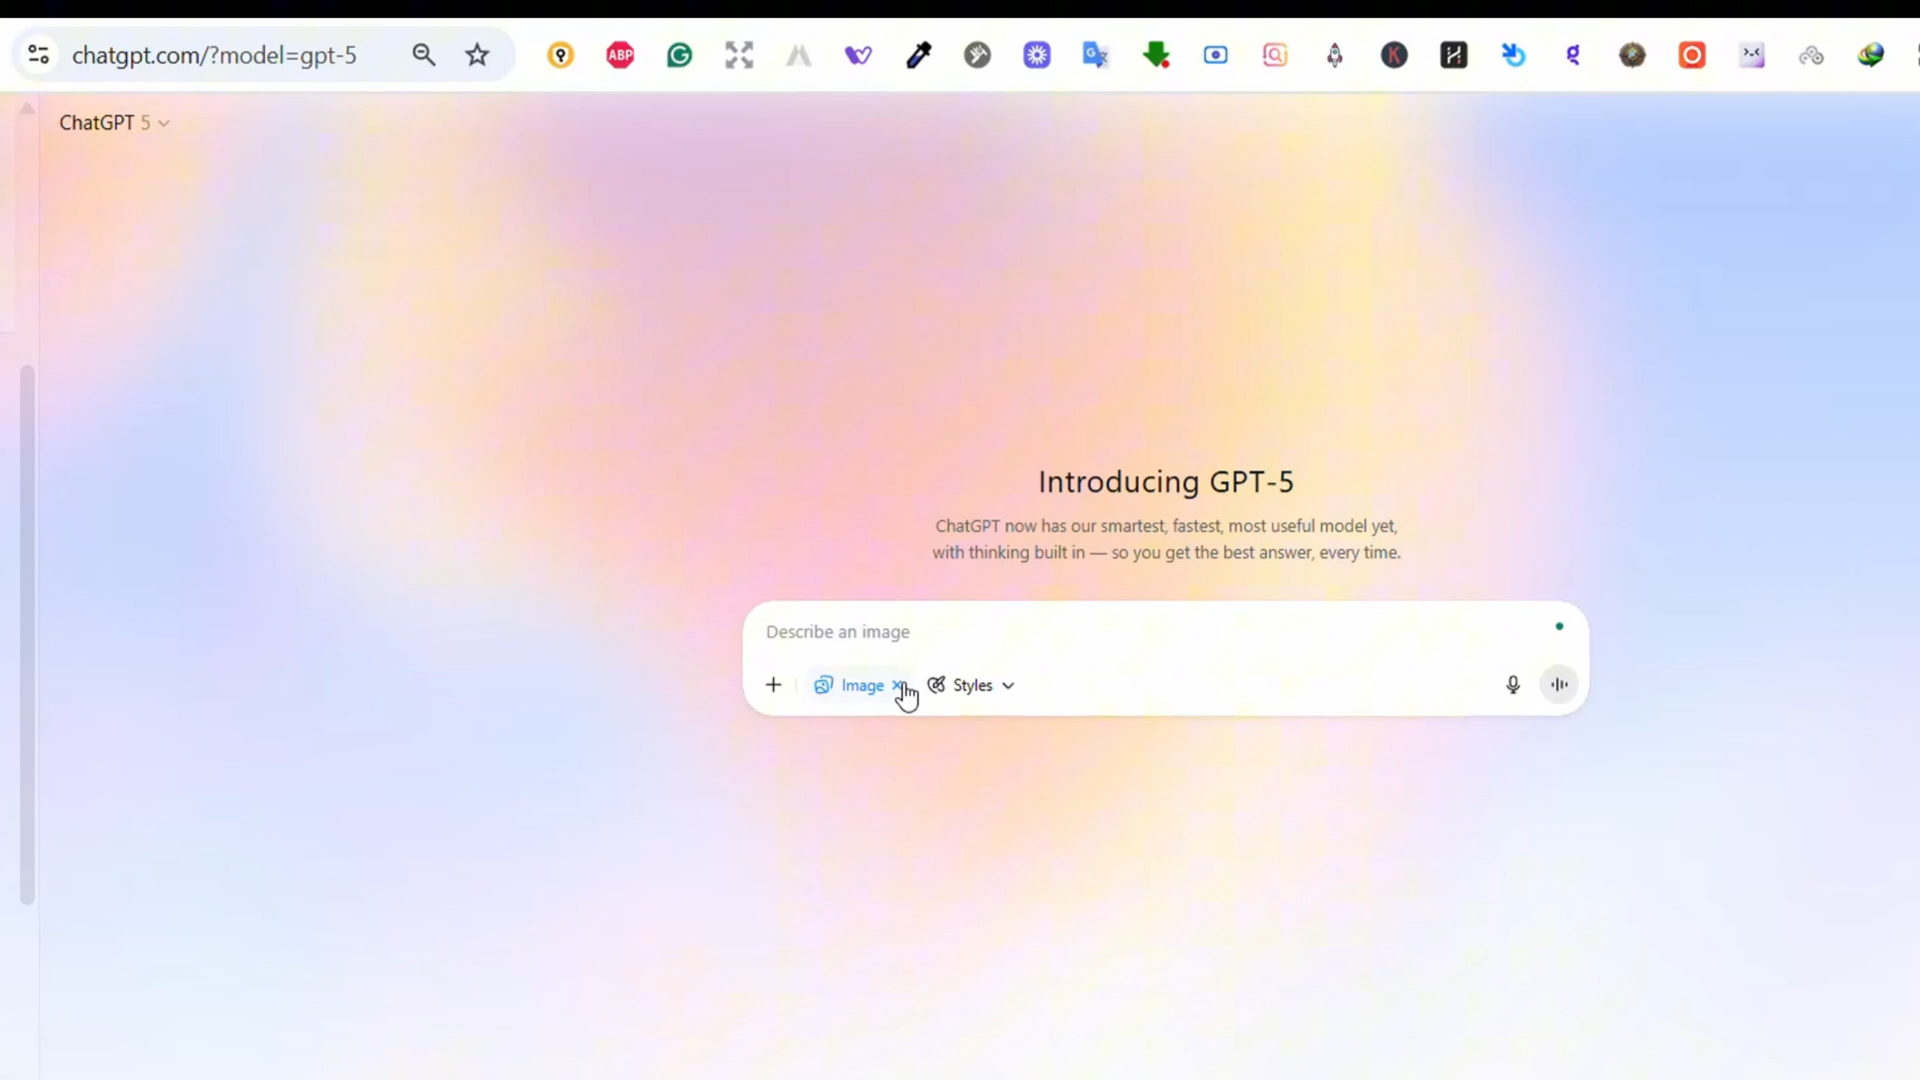 chatgpt.com/?model=gpt-5
ABP
K
ChatGPT 5
Introducing GPT-5
ChatGPT now has our smartest, fastest, most useful model yet,
with thinking built in — so you get the best answer, every time.
Describe an image
Image
Styles